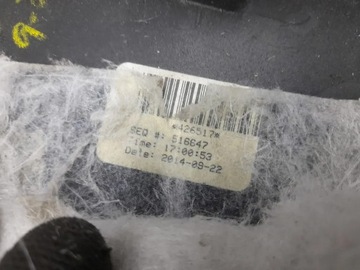 *426517*
SEQ #: 516647
Time: 17:00:53
Date: 2014-09-22